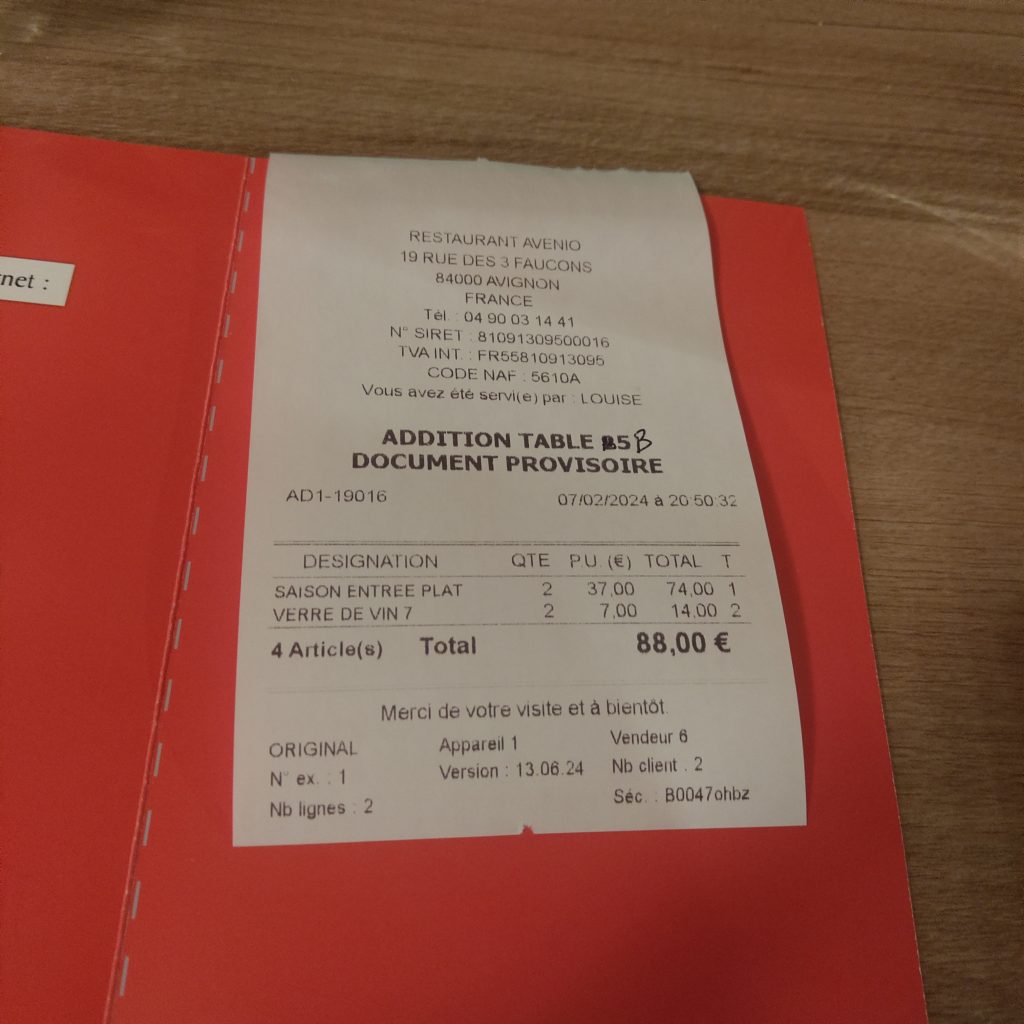 net :
RESTAURANT AVENIO
19 RUE DES 3 FAUCONS
84000 AVIGNON
FRANCE
Tél. : 04 90 03 14 41
N° SIRET : 81091309500016
TVA INT. : FR55810913095
CODE NAF : 5610A
Vous avez été servi(e) par : LOUISE
ADDITION TABLE 5B
DOCUMENT PROVISOIRE
AD1-19016 07/02/2024 à 20:50:32
DESIGNATION QTE P.U. (€) TOTAL T
SAISON ENTREE PLAT 2 37,00 74,00 1
VERRE DE VIN 7 2 7,00 14,00 2
4 Article(s) Total 88,00 €
Merci de votre visite et à bientôt.
ORIGINAL Appareil 1 Vendeur 6
N° ex. : 1 Version : 13.06.24 Nb client : 2
Nb lignes : 2 Séc. : B0047ohbz